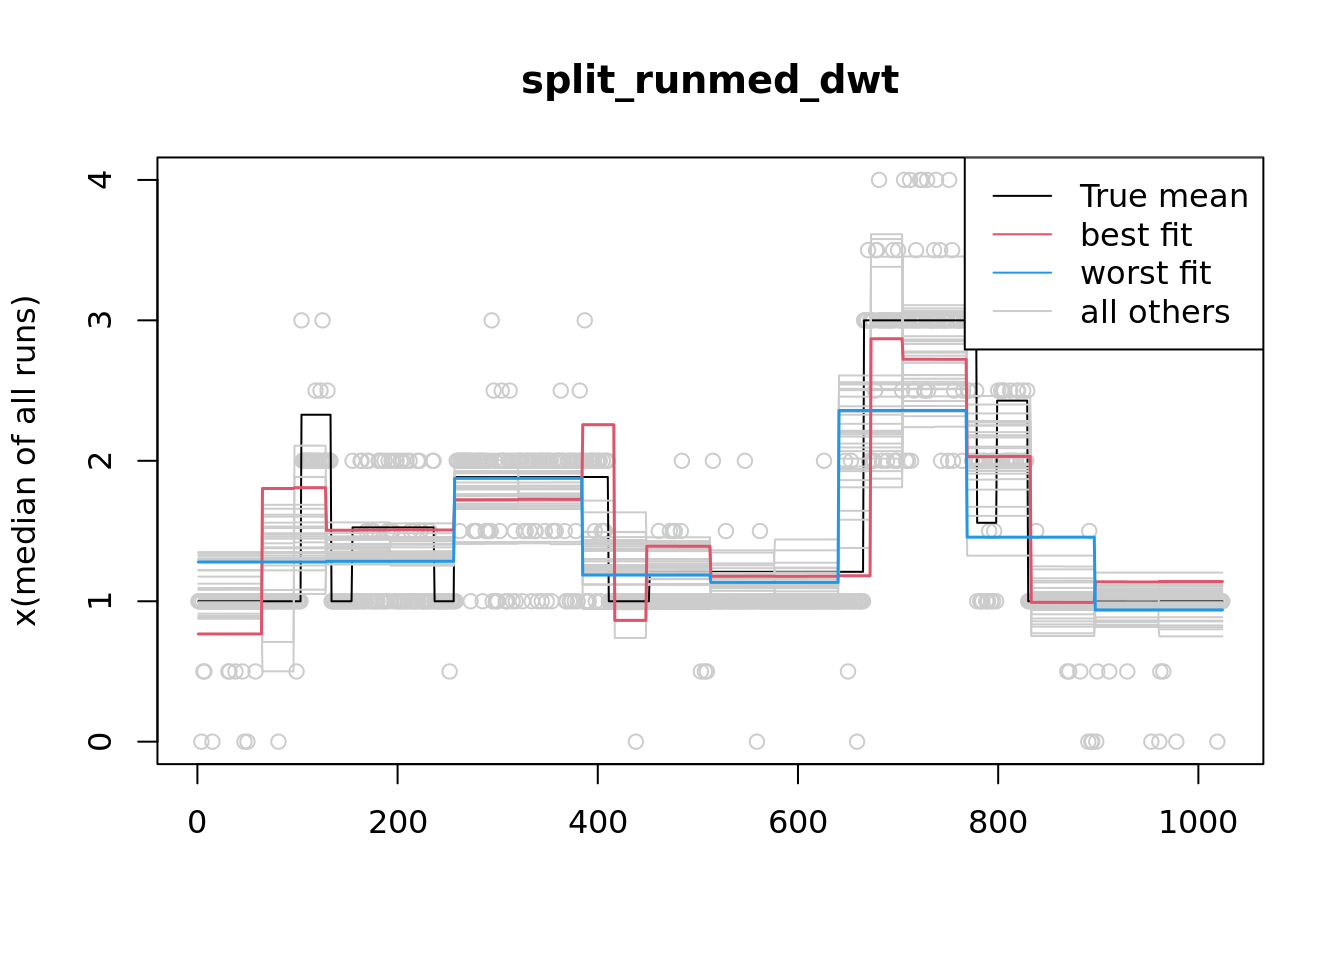 split_runmed_dwt
x(median of all runs)
4
3
2
1
0
True mean
best fit
worst fit
all others
0 200 400 600 800 1000